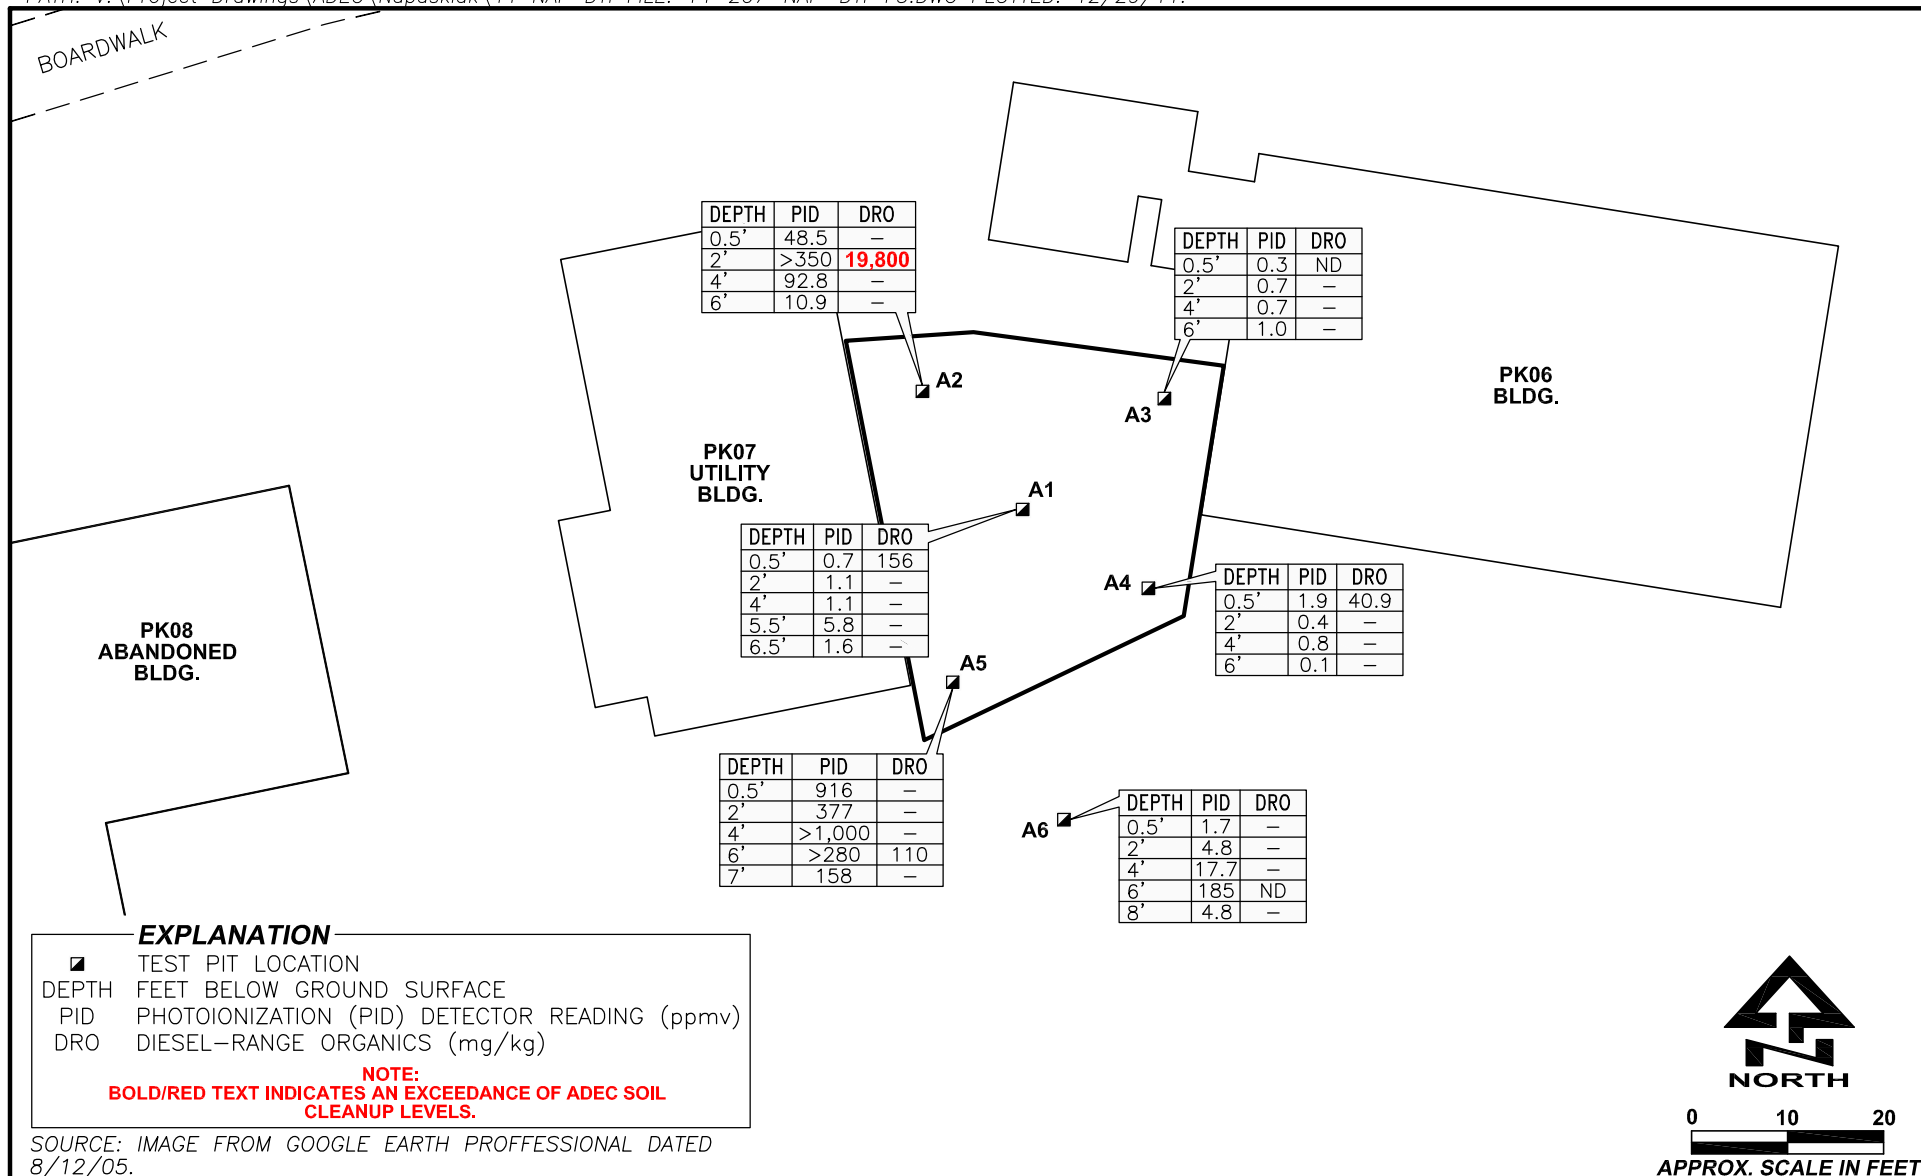 BOARDWALK
DEPTH PID DRO
0.5' 48.5 –
2' >350 19,800
4' 92.8 –
6' 10.9 –
DEPTH PID DRO
0.5' 0.3 ND
2' 0.7 –
4' 0.7 –
6' 1.0 –
A2
A3
PK06
BLDG.
PK07
UTILITY
BLDG.
A1
DEPTH PID DRO
0.5' 0.7 156
2' 1.1 –
4' 1.1 –
5.5' 5.8 –
6.5' 1.6 –
A4
DEPTH PID DRO
0.5' 1.9 40.9
2' 0.4 –
4' 0.8 –
6' 0.1 –
PK08
ABANDONED
BLDG.
A5
DEPTH PID DRO
0.5' 916 –
2' 377 –
4' >1,000 –
6' >280 110
7' 158 –
A6
DEPTH PID DRO
0.5' 1.7 –
2' 4.8 –
4' 17.7 –
6' 185 ND
8' 4.8 –
EXPLANATION
TEST PIT LOCATION
DEPTH FEET BELOW GROUND SURFACE
PID PHOTOIONIZATION (PID) DETECTOR READING (ppmv)
DRO DIESEL–RANGE ORGANICS (mg/kg)
NOTE:
BOLD/RED TEXT INDICATES AN EXCEEDANCE OF ADEC SOIL
CLEANUP LEVELS.
SOURCE: IMAGE FROM GOOGLE EARTH PROFFESSIONAL DATED
8/12/05.
NORTH
0 10 20
APPROX. SCALE IN FEET